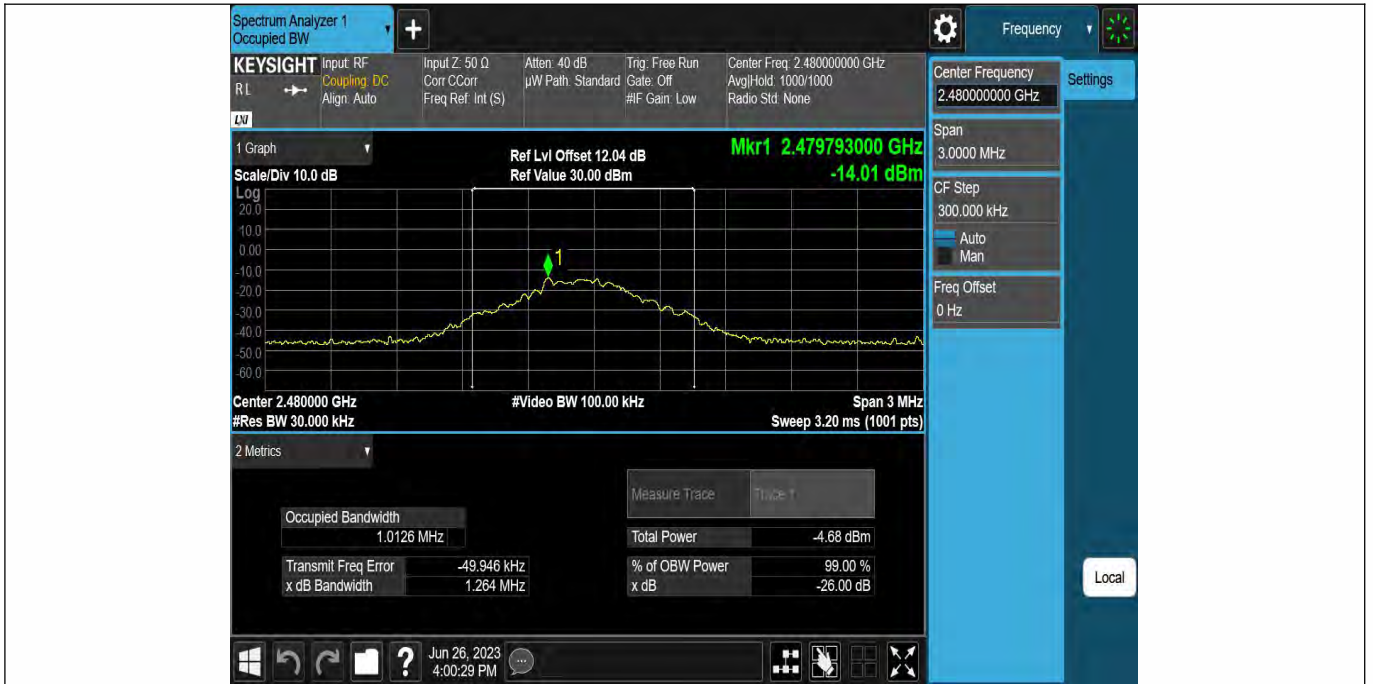 Spectrum Analyzer 1
Occupied BW
+
Frequency
KEYSIGHT
RL
LXI
Input: RF
Coupling: DC
Align: Auto
Input Z: 50 Ω
Corr CCorr
Freq Ref: Int (S)
Atten: 40 dB
µW Path: Standard
Trig: Free Run
Gate: Off
#IF Gain: Low
Center Freq: 2.480000000 GHz
Avg|Hold: 1000/1000
Radio Std: None
1 Graph
Scale/Div 10.0 dB
Ref Lvl Offset 12.04 dB
Ref Value 30.00 dBm
Mkr1 2.479793000 GHz
-14.01 dBm
Log
20.0
10.0
0.00
-10.0
-20.0
-30.0
-40.0
-50.0
-60.0
1
Center 2.480000 GHz
#Res BW 30.000 kHz
#Video BW 100.00 kHz
Span 3 MHz
Sweep 3.20 ms (1001 pts)
2 Metrics
Measure Trace Trace 1
Occupied Bandwidth
1.0126 MHz
Total Power -4.68 dBm
Transmit Freq Error -49.946 kHz
% of OBW Power 99.00 %
x dB Bandwidth 1.264 MHz
x dB -26.00 dB
Center Frequency
2.480000000 GHz
Settings
Span
3.0000 MHz
CF Step
300.000 kHz
Auto
Man
Freq Offset
0 Hz
Local
?
Jun 26, 2023
4:00:29 PM